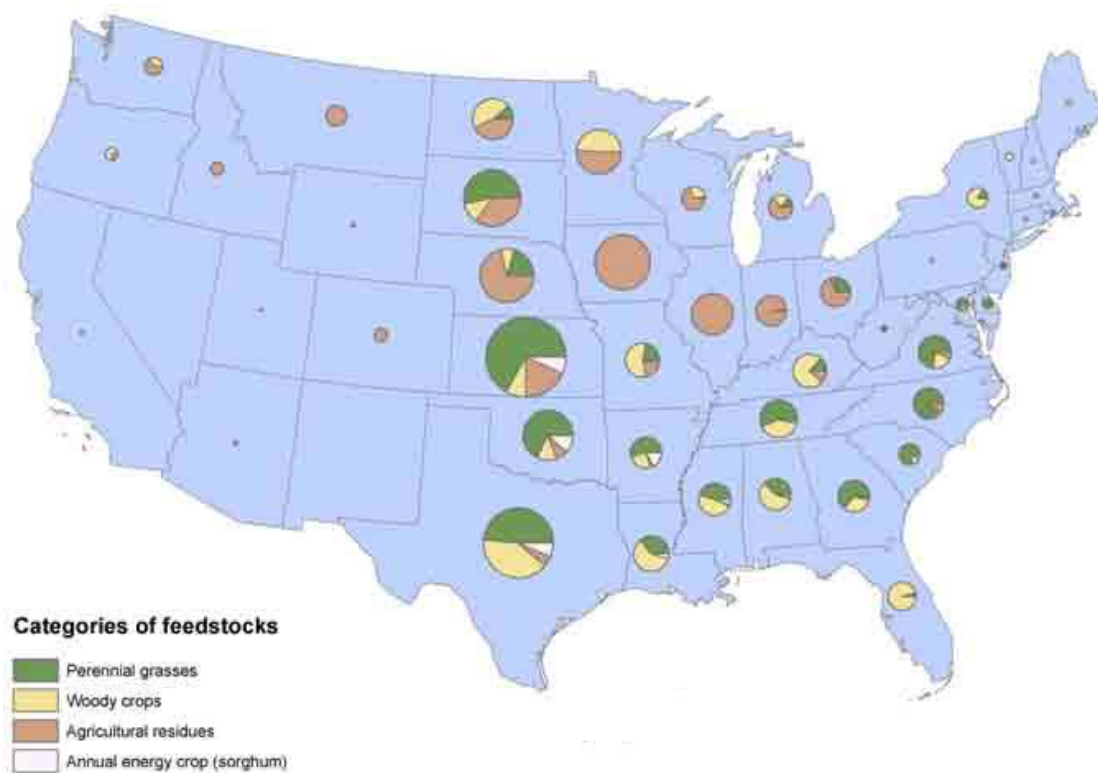 Categories of feedstocks
Perennial grasses
Woody crops
Agricultural residues
Annual energy crop (sorghum)